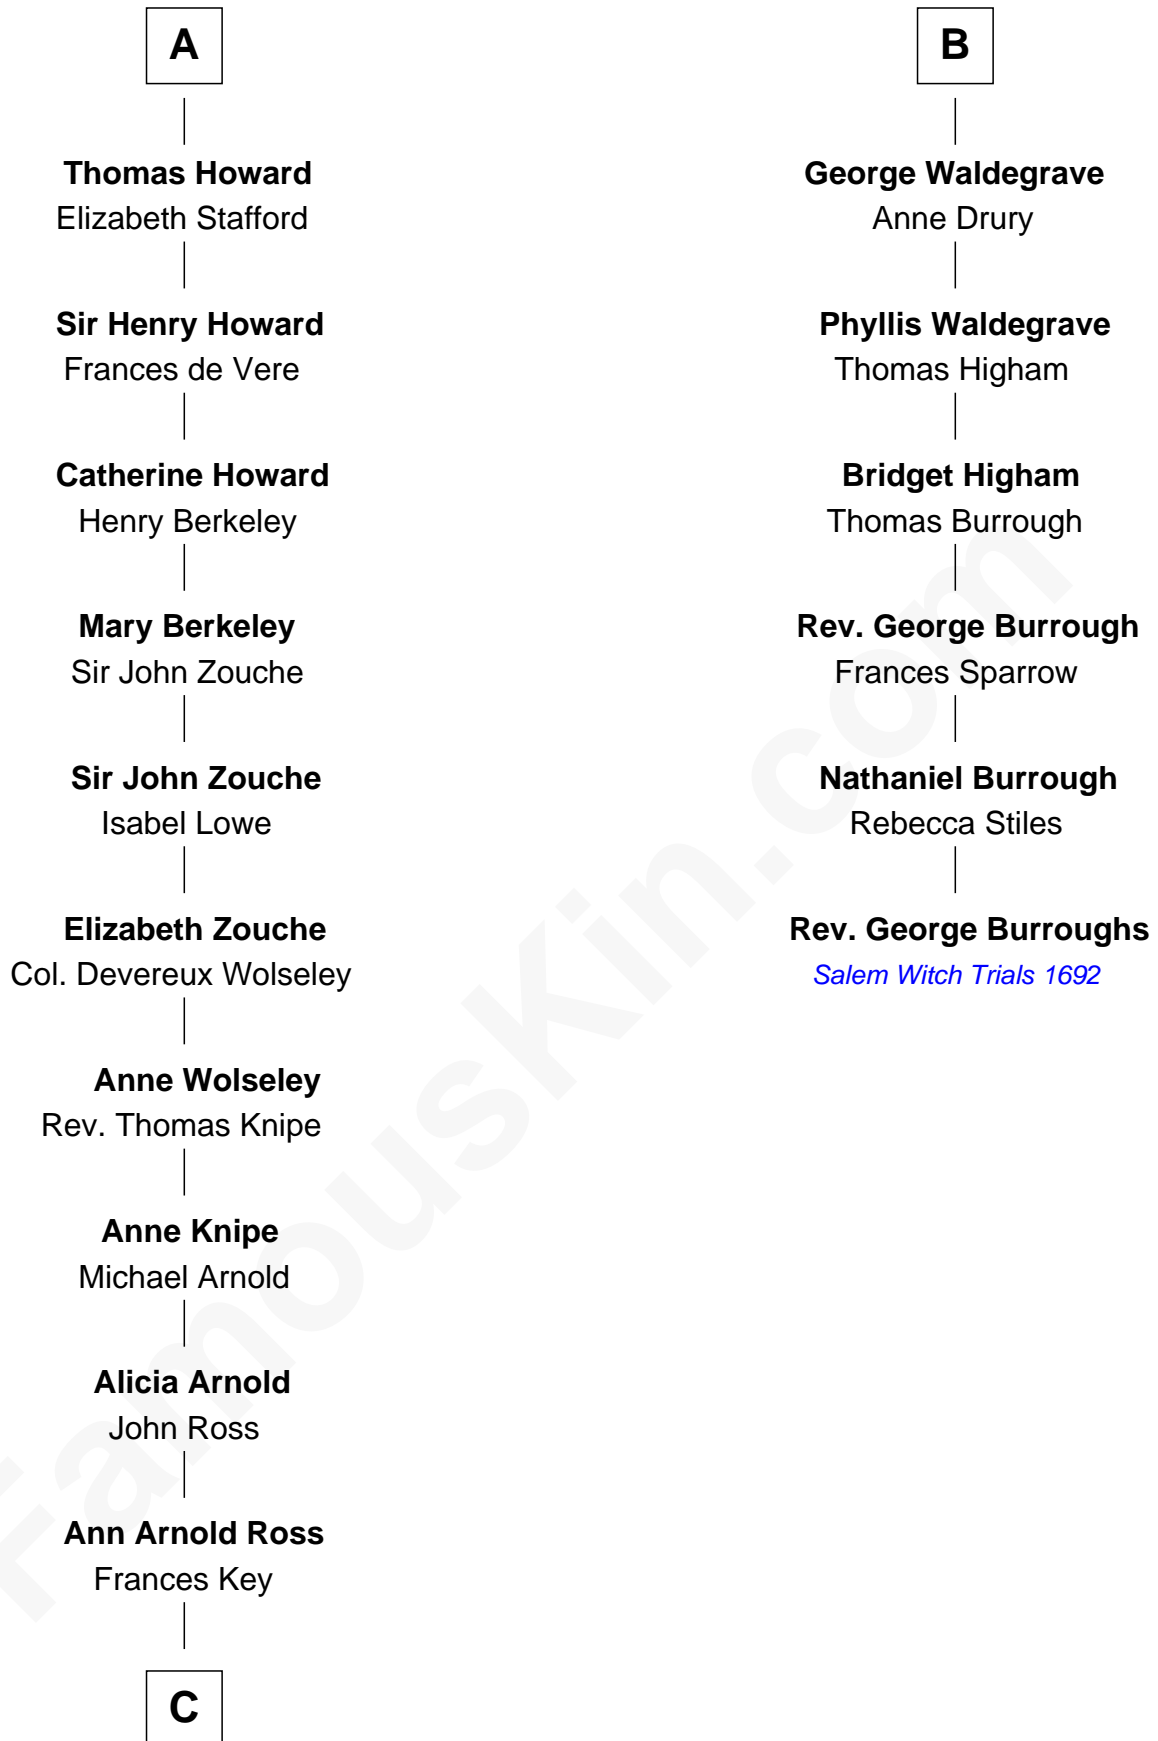 A
Thomas Howard
Elizabeth Stafford
Sir Henry Howard
Frances de Vere
Catherine Howard
Henry Berkeley
Mary Berkeley
Sir John Zouche
Sir John Zouche
Isabel Lowe
Elizabeth Zouche
Col. Devereux Wolseley
Anne Wolseley
Rev. Thomas Knipe
Anne Knipe
Michael Arnold
Alicia Arnold
John Ross
Ann Arnold Ross
Frances Key
C
B
George Waldegrave
Anne Drury
Phyllis Waldegrave
Thomas Higham
Bridget Higham
Thomas Burrough
Rev. George Burrough
Frances Sparrow
Nathaniel Burrough
Rebecca Stiles
Rev. George Burroughs
Salem Witch Trials 1692
FamousKin.com